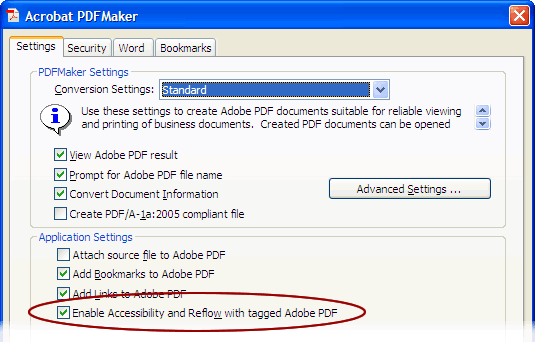 Acrobat PDFMaker
Settings Security Word Bookmarks
PDFMaker Settings
Conversion Settings: Standard
Use these settings to create Adobe PDF documents suitable for reliable viewing
and printing of business documents. Created PDF documents can be opened
View Adobe PDF result
Prompt for Adobe PDF file name
Convert Document Information
Advanced Settings ...
Create PDF/A-1a:2005 compliant file
Application Settings
Attach source file to Adobe PDF
Add Bookmarks to Adobe PDF
Add Links to Adobe PDF
Enable Accessibility and Reflow with tagged Adobe PDF